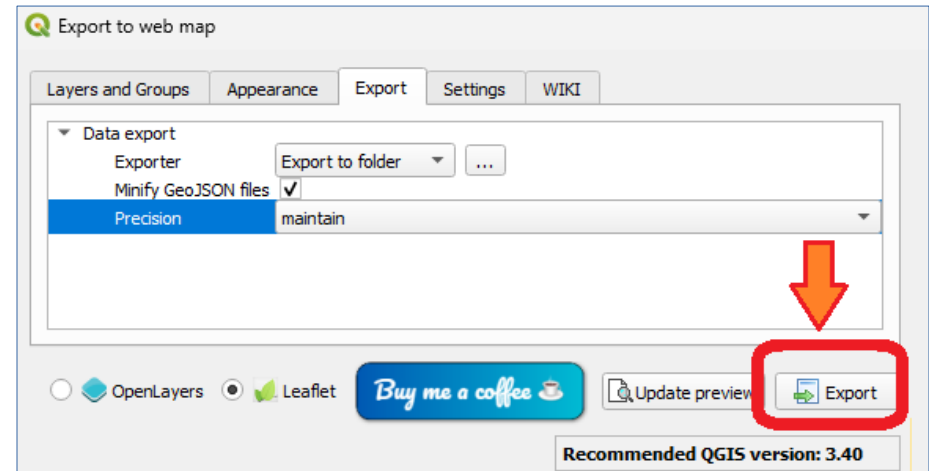 Export to web map
Layers and Groups Appearance Export Settings WIKI
Data export
Exporter Export to folder ...
Minify GeoJSON files
Precision maintain
OpenLayers Leaflet Buy me a coffee Update preview Export
Recommended QGIS version: 3.40